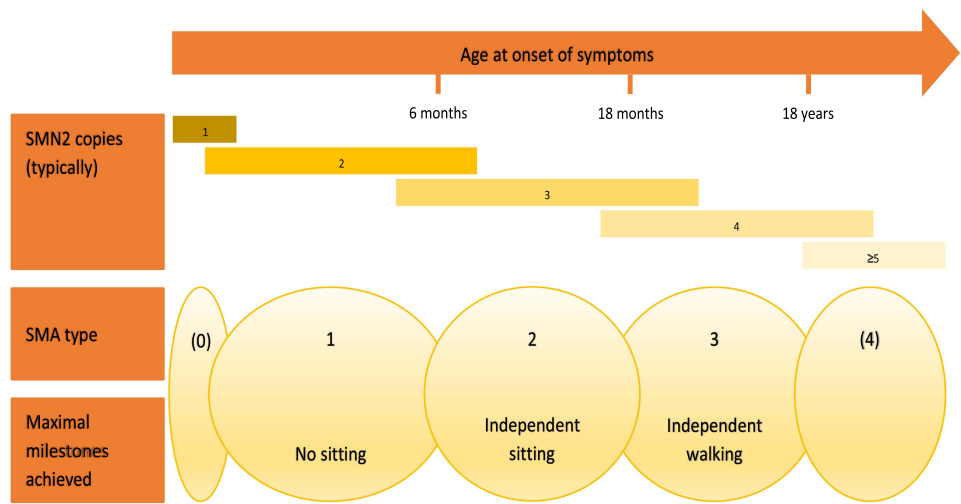 Age at onset of symptoms
6 months
18 months
18 years
SMN2 copies
(typically)
1
2
3
4
≥5
SMA type
(0)
1
2
3
(4)
Maximal
milestones
achieved
No sitting
Independent
sitting
Independent
walking